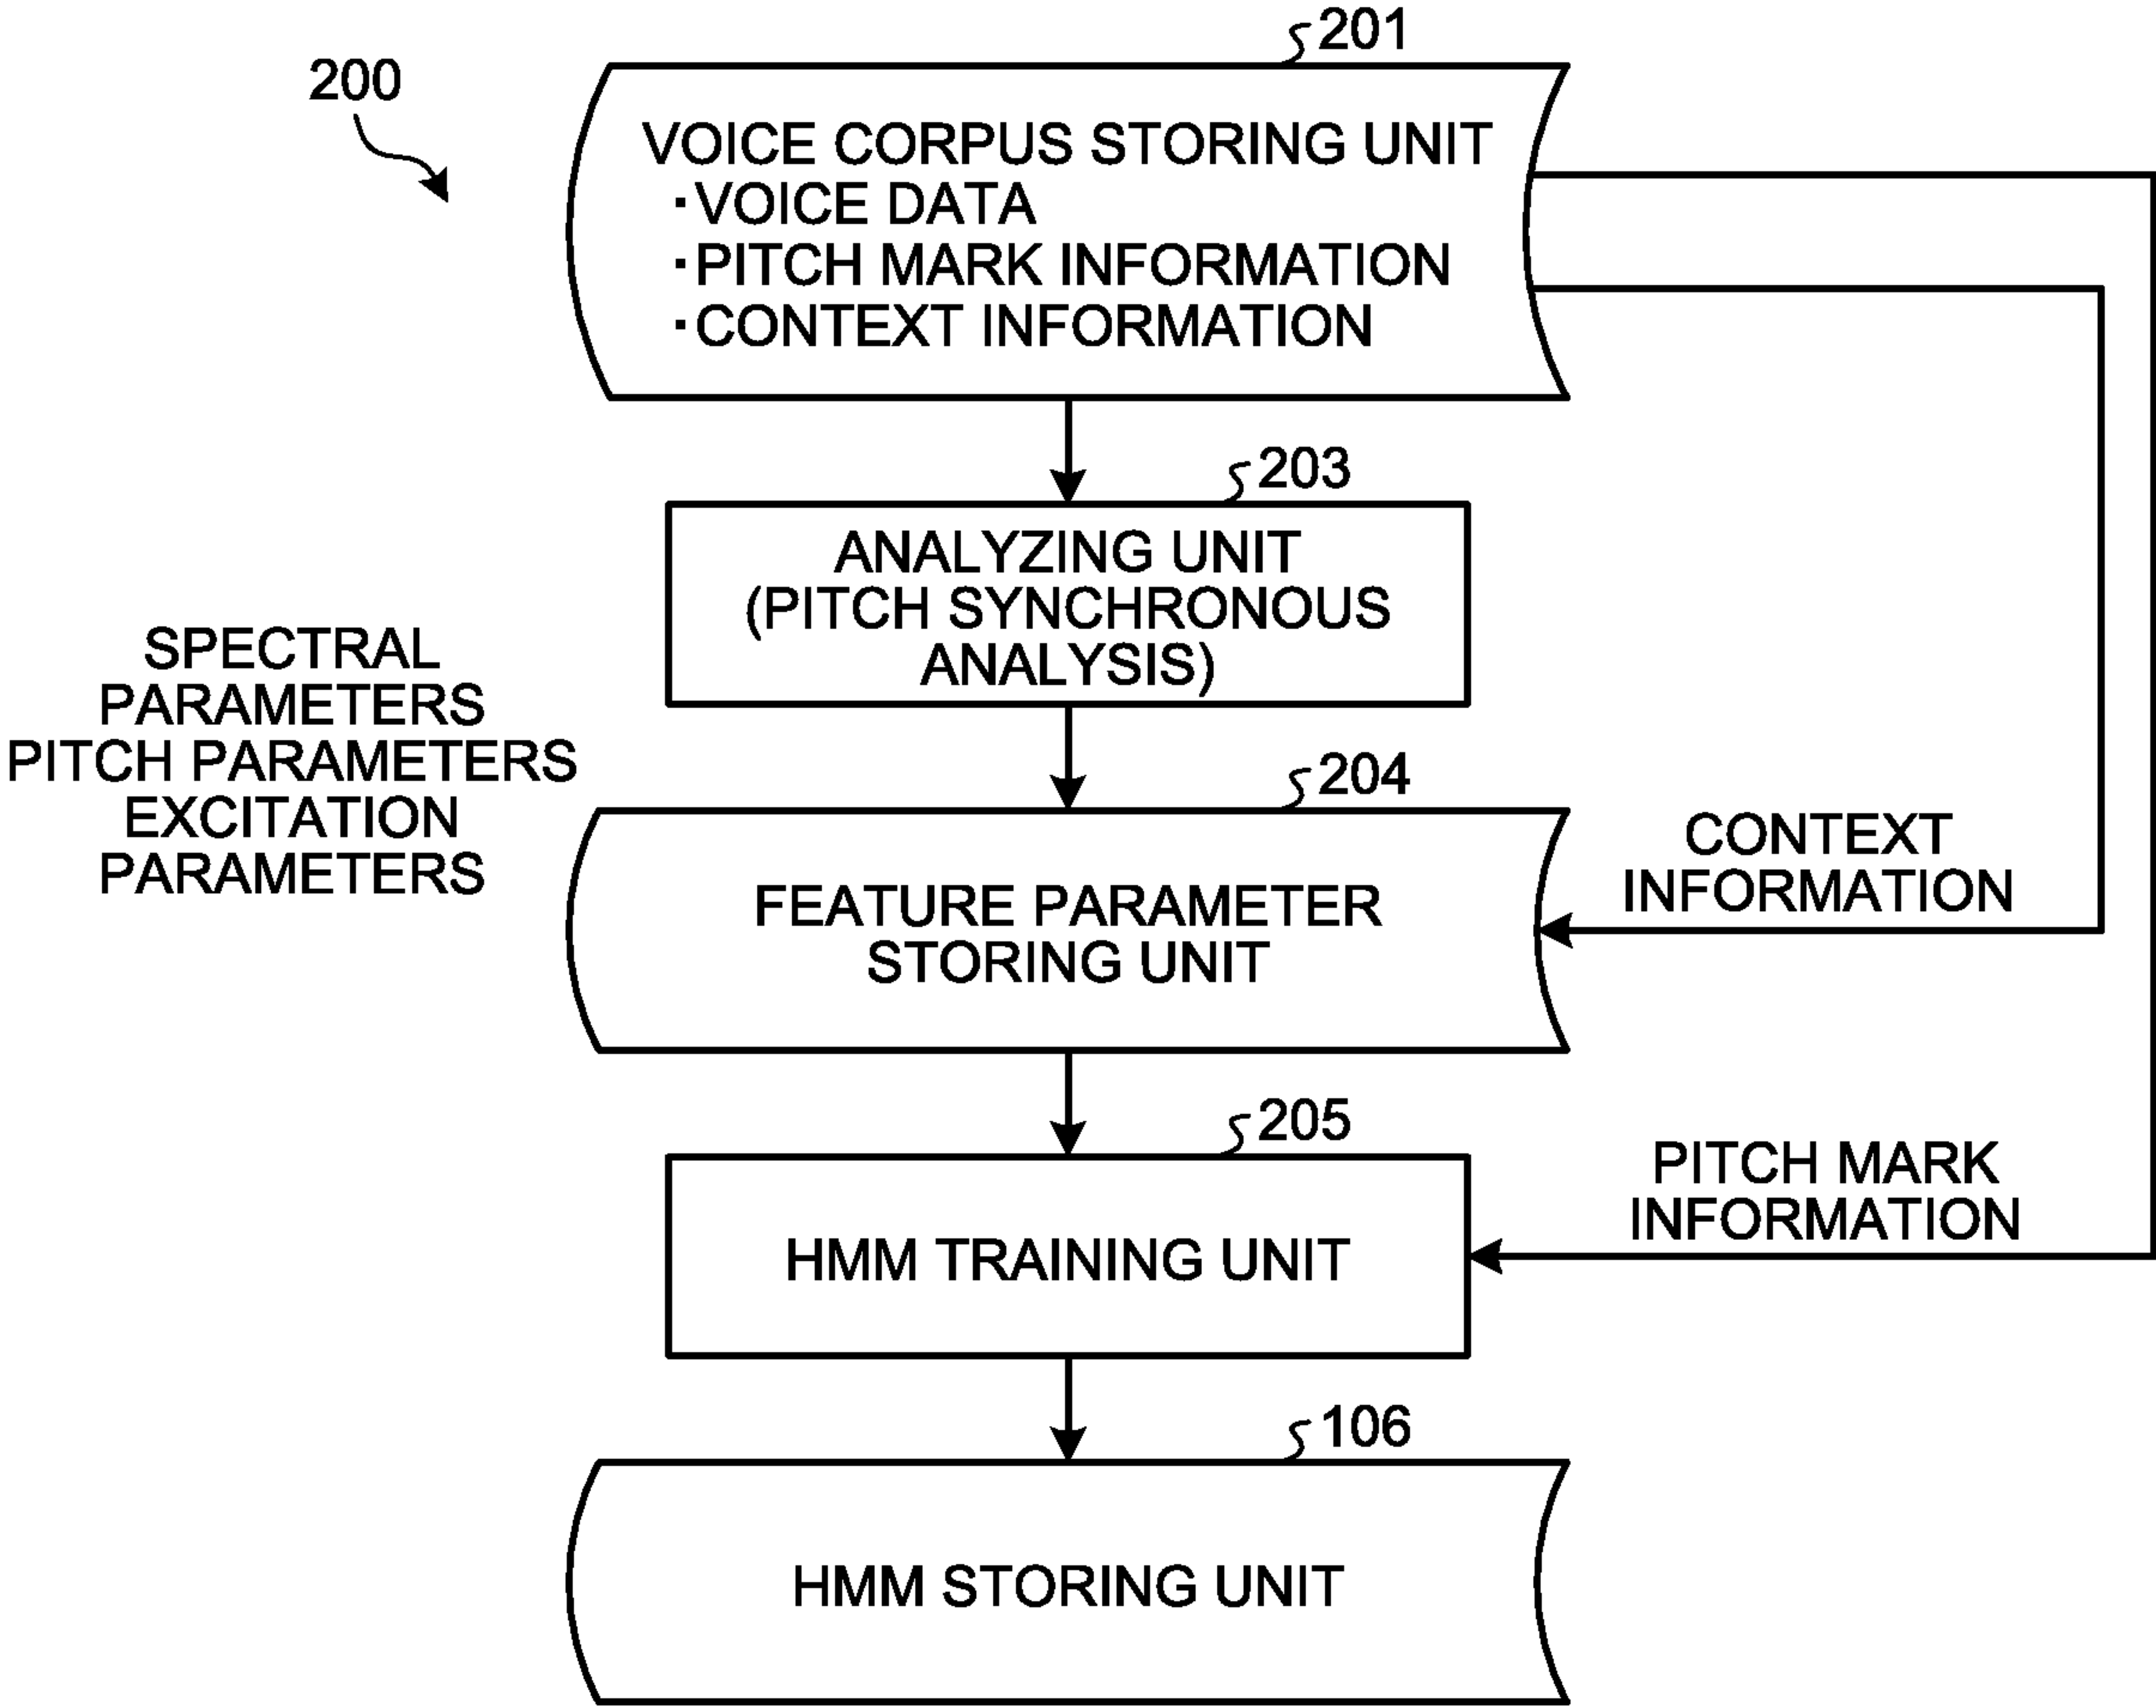 201
200
VOICE CORPUS STORING UNIT
・VOICE DATA
・PITCH MARK INFORMATION
・CONTEXT INFORMATION
203
ANALYZING UNIT
(PITCH SYNCHRONOUS
ANALYSIS)
SPECTRAL
PARAMETERS
PITCH PARAMETERS
EXCITATION
PARAMETERS
204
FEATURE PARAMETER
STORING UNIT
CONTEXT
INFORMATION
205
HMM TRAINING UNIT
PITCH MARK
INFORMATION
106
HMM STORING UNIT